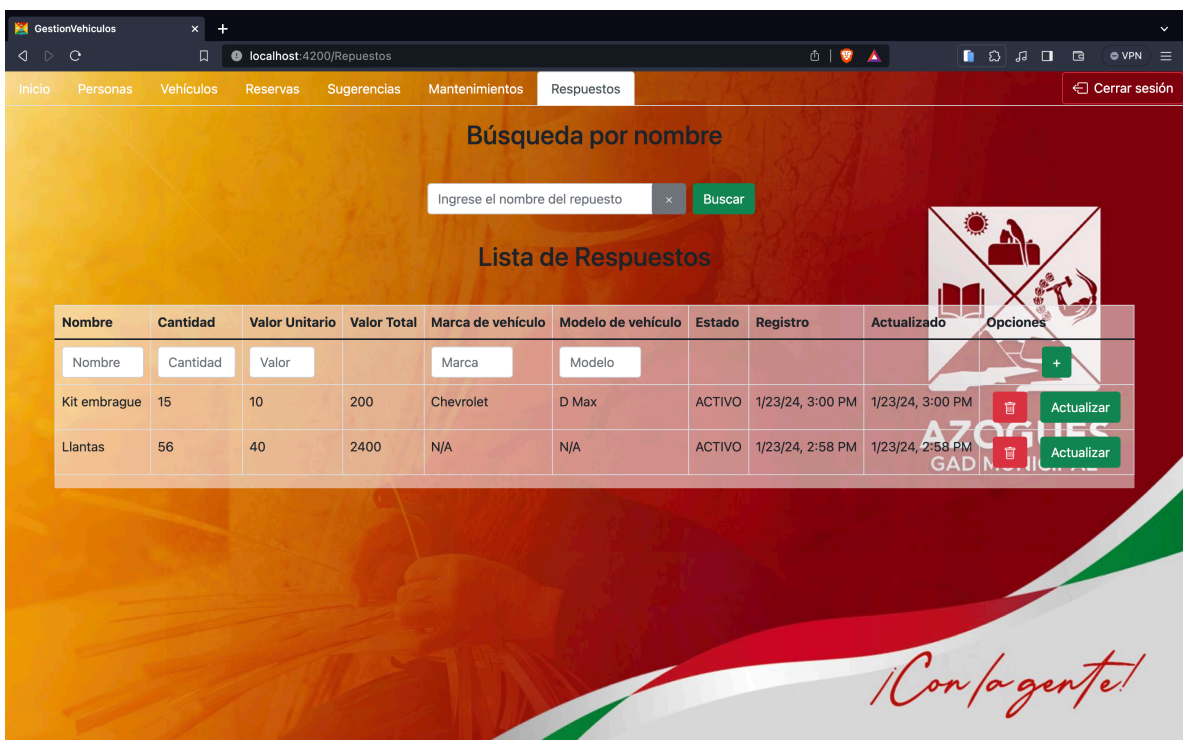 GestionVehiculos
localhost:4200/Repuestos
VPN
Inicio Personas Vehículos Reservas Sugerencias Mantenimientos Respuestos Cerrar sesión
Búsqueda por nombre
Ingrese el nombre del repuesto × Buscar
Lista de Respuestos
Nombre Cantidad Valor Unitario Valor Total Marca de vehículo Modelo de vehículo Estado Registro Actualizado Opciones
Nombre Cantidad Valor Marca Modelo +
Kit embrague 15 10 200 Chevrolet D Max ACTIVO 1/23/24, 3:00 PM 1/23/24, 3:00 PM Actualizar
Llantas 56 40 2400 N/A N/A ACTIVO 1/23/24, 2:58 PM 1/23/24, 2:58 PM Actualizar
AZOGUES
GAD MUNICIPAL
¡Con la gente!